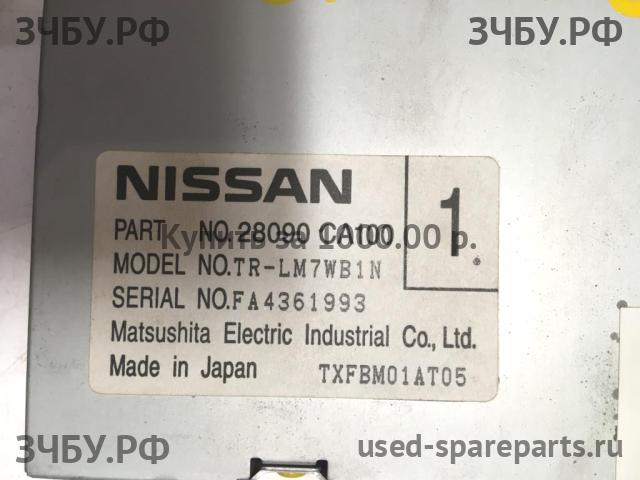 ЗЧБУ.РФ ЗЧБУ.РФ
NISSAN 1
PART NO. 28090 CA100
Купить за 1000.00 р.
MODEL NO. TR-LM7WB1N
SERIAL NO. FA4361993
Matsushita Electric Industrial Co., Ltd.
Made in Japan TXFBM01AT05
ЗЧБУ.РФ used-spareparts.ru